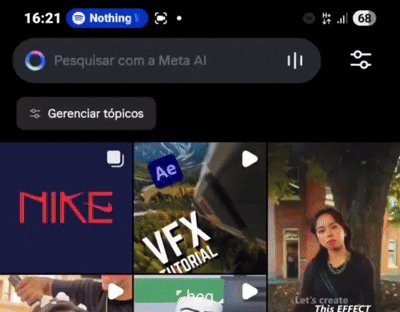 16:21
Nothing
68
Pesquisar com a Meta AI
Gerenciar tópicos
NIKE
Ae
VFX
TUTORIAL
Let's create
This EFFECT